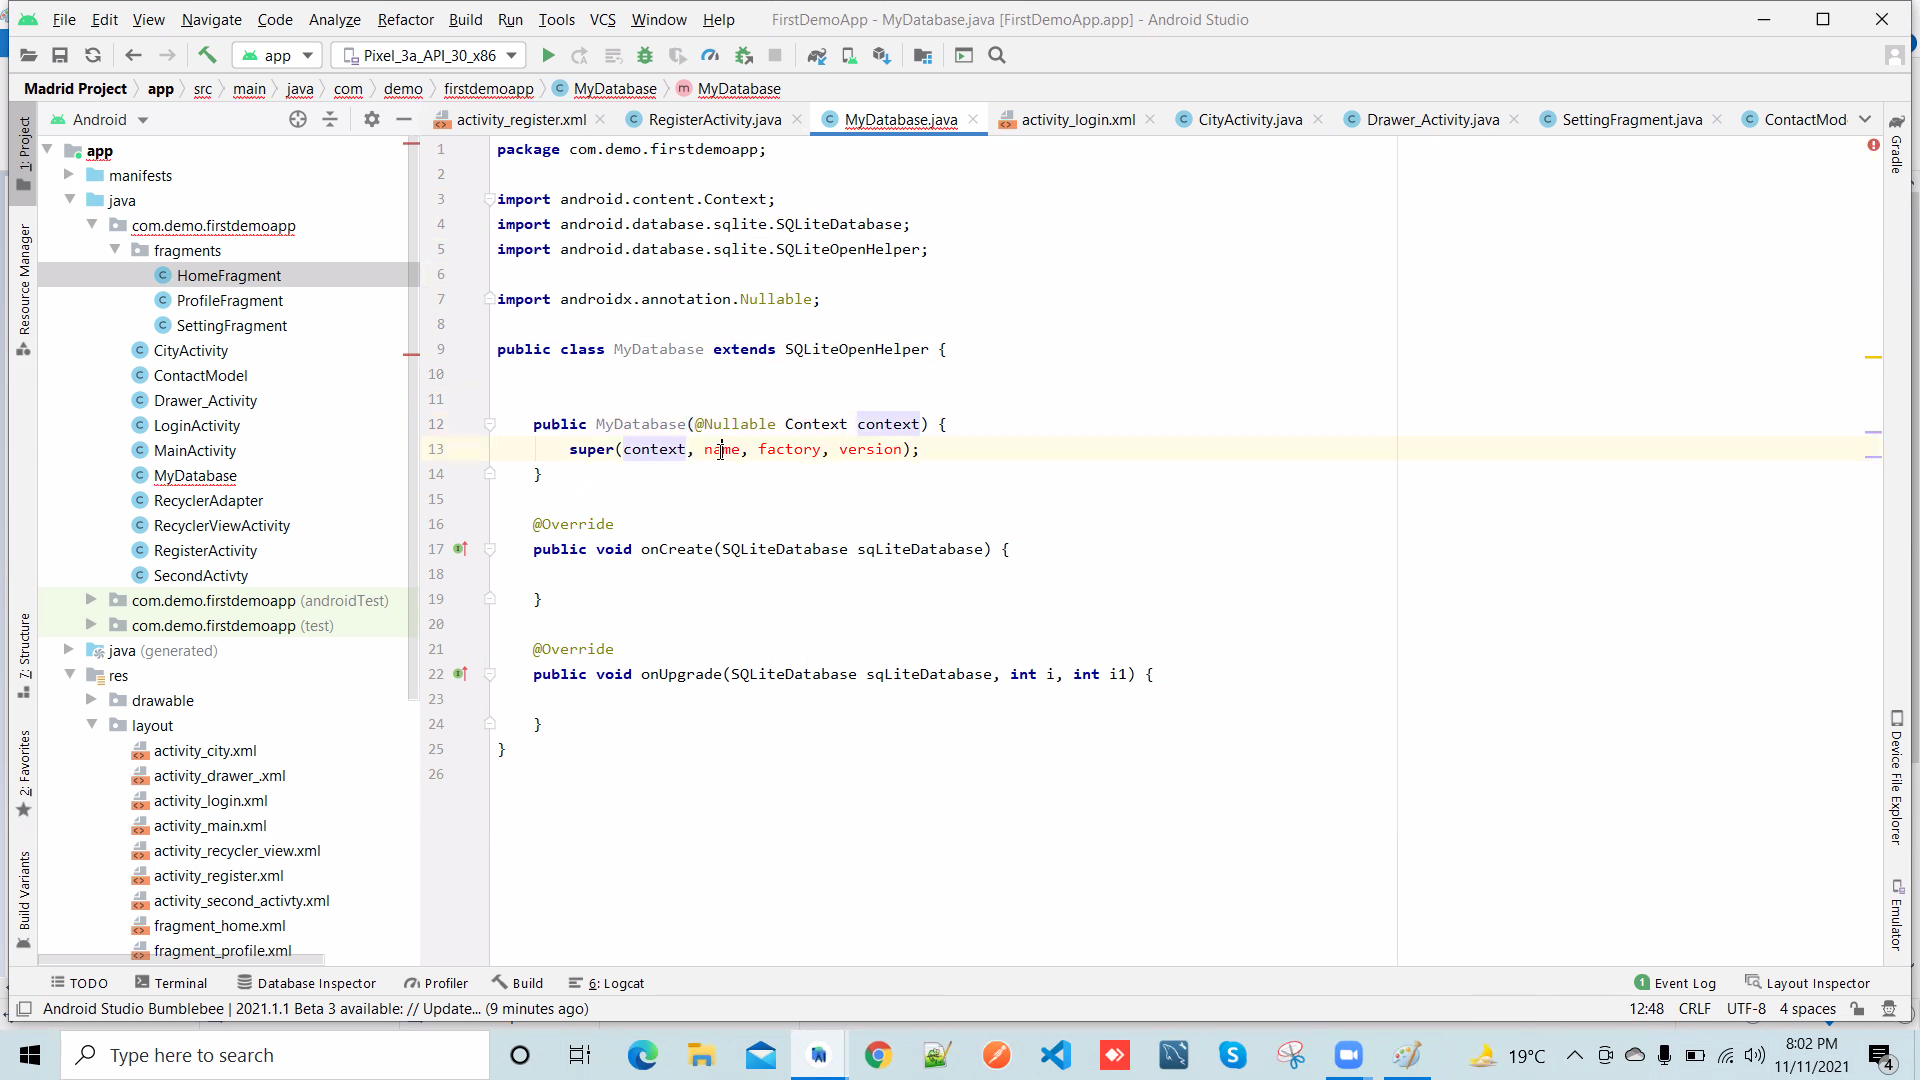 File Edit View Navigate Code Analyze Refactor Build Run Tools VCS Window Help FirstDemoApp - MyDatabase.java [FirstDemoApp.app] - Android Studio
app Pixel_3a_API_30_x86
Madrid Project app src main java com demo firstdemoapp MyDatabase MyDatabase
Android activity_register.xml RegisterActivity.java MyDatabase.java activity_login.xml CityActivity.java Drawer_Activity.java SettingFragment.java ContactMod
1: Project
Resource Manager
7: Structure
2: Favorites
Build Variants
app
manifests
java
com.demo.firstdemoapp
fragments
HomeFragment
ProfileFragment
SettingFragment
CityActivity
ContactModel
Drawer_Activity
LoginActivity
MainActivity
MyDatabase
RecyclerAdapter
RecyclerViewActivity
RegisterActivity
SecondActivty
com.demo.firstdemoapp (androidTest)
com.demo.firstdemoapp (test)
java (generated)
res
drawable
layout
activity_city.xml
activity_drawer_.xml
activity_login.xml
activity_main.xml
activity_recycler_view.xml
activity_register.xml
activity_second_activty.xml
fragment_home.xml
fragment_profile.xml
1 package com.demo.firstdemoapp;
2
3 import android.content.Context;
4 import android.database.sqlite.SQLiteDatabase;
5 import android.database.sqlite.SQLiteOpenHelper;
6
7 import androidx.annotation.Nullable;
8
9 public class MyDatabase extends SQLiteOpenHelper {
10
11
12 public MyDatabase(@Nullable Context context) {
13 super(context, name, factory, version);
14 }
15
16 @Override
17 public void onCreate(SQLiteDatabase sqLiteDatabase) {
18
19 }
20
21 @Override
22 public void onUpgrade(SQLiteDatabase sqLiteDatabase, int i, int i1) {
23
24 }
25 }
26
Gradle
Device File Explorer
Emulator
TODO Terminal Database Inspector Profiler Build 6: Logcat 1 Event Log Layout Inspector
Android Studio Bumblebee | 2021.1.1 Beta 3 available: // Update... (9 minutes ago) 12:48 CRLF UTF-8 4 spaces
Type here to search 19°C 8:02 PM
11/11/2021 4